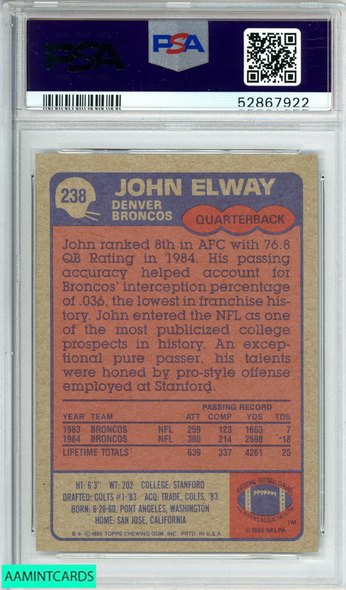 PSA
PSA
52867922
238
JOHN ELWAY
DENVER
BRONCOS
QUARTERBACK
John ranked 8th in AFC with 76.8
QB Rating in 1984. His passing
accuracy helped account for
Broncos' interception percentage
of .036, the lowest in franchise his-
tory. John entered the NFL as one
of the most publicized college
prospects in history. An excep-
tional pure passer, his talents
were honed by pro-style offense
employed at Stanford.
PASSING RECORD
YEAR TEAM ATT COMP YDS TDS
1983 BRONCOS NFL 259 123 1663 7
1984 BRONCOS NFL 380 214 2598 18
LIFETIME TOTALS 639 337 4261 25
HT: 6'3" WT: 202 COLLEGE: STANFORD
DRAFTED: COLTS #1-'83 ACQ: TRADE, COLTS, '83
BORN: 6-28-60, PORT ANGELES, WASHINGTON
HOME: SAN JOSE, CALIFORNIA
© 1985 TOPPS CHEWING GUM, INC. PRTD. IN U.S.A.
© 1985 NFLPA
TM
AAMINTCARDS